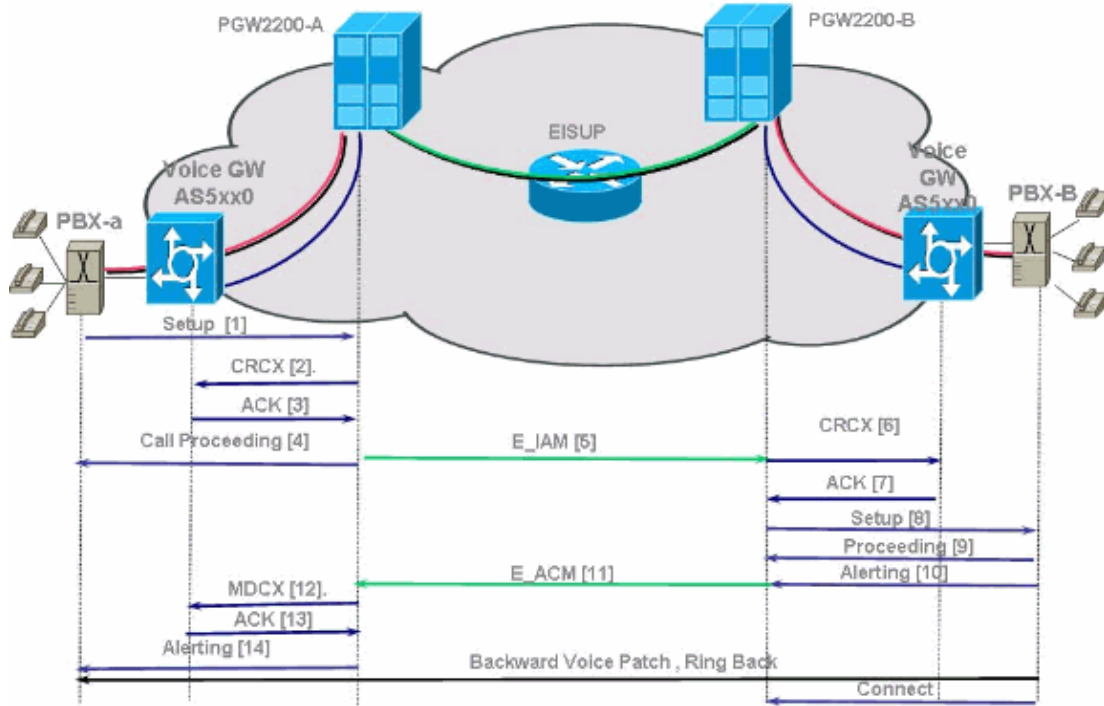 PGW2200-A
PGW2200-B
EISUP
Voice GW
AS5xx0
Voice
GW
AS5xx0
PBX-a
PBX-B
Setup [1]
CRCX [2].
ACK [3]
Call Proceeding [4]
E_IAM [5]
CRCX [6]
ACK [7]
Setup [8]
Proceeding [9]
Alerting [10]
E_ACM [11]
MDCX [12].
ACK [13]
Alerting [14]
Backward Voice Patch , Ring Back
Connect